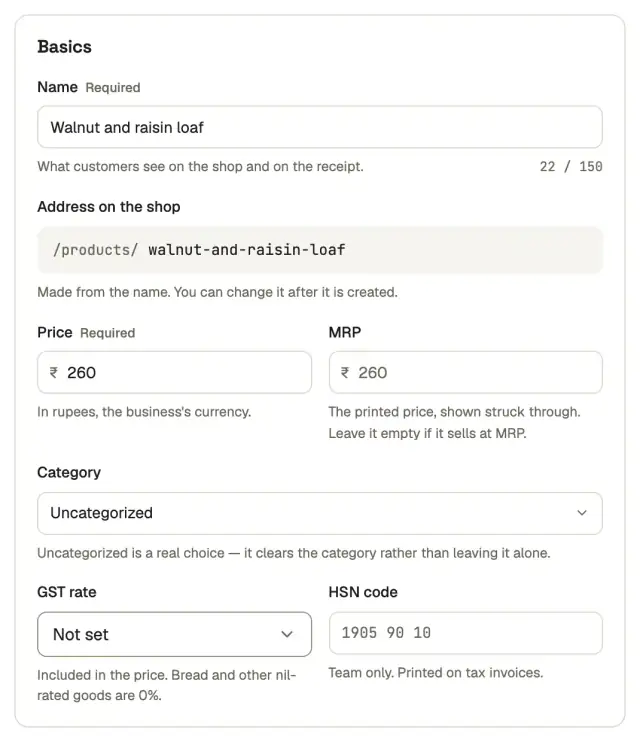 Basics
Name Required
Walnut and raisin loaf
What customers see on the shop and on the receipt. 22 / 150
Address on the shop
/products/ walnut-and-raisin-loaf
Made from the name. You can change it after it is created.
Price Required
MRP
₹ 260
₹ 260
In rupees, the business's currency.
The printed price, shown struck through.
Leave it empty if it sells at MRP.
Category
Uncategorized
Uncategorized is a real choice — it clears the category rather than leaving it alone.
GST rate
HSN code
Not set
1905 90 10
Included in the price. Bread and other nil-
rated goods are 0%.
Team only. Printed on tax invoices.